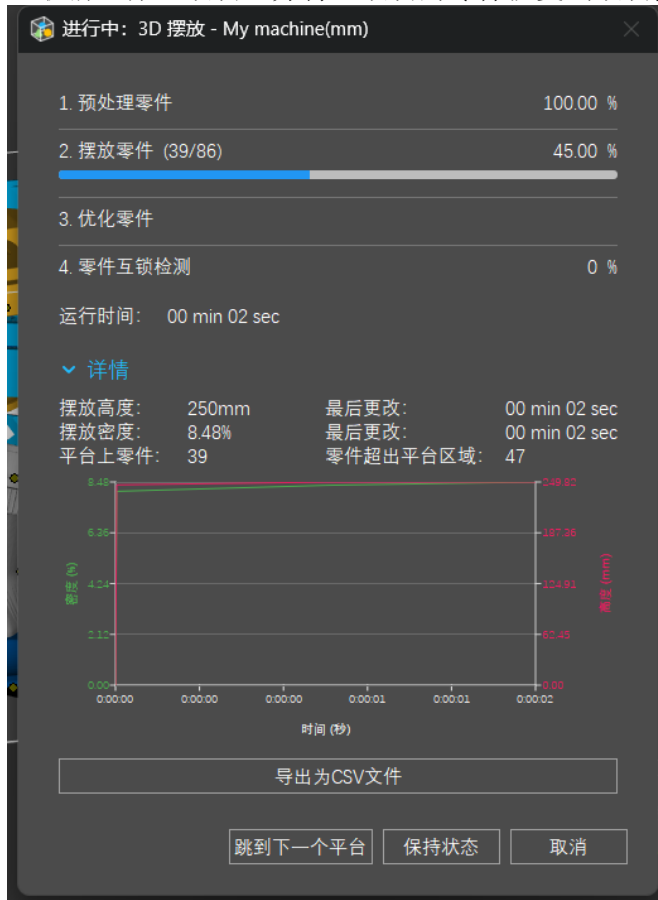 进行中：3D 摆放 - My machine(mm)
1. 预处理零件 100.00 %
2. 摆放零件 (39/86) 45.00 %
3. 优化零件
4. 零件互锁检测 0 %
运行时间： 00 min 02 sec
详情
摆放高度： 250mm 最后更改： 00 min 02 sec
摆放密度： 8.48% 最后更改： 00 min 02 sec
平台上零件： 39 零件超出平台区域： 47
8.48 249.82
6.36 187.36
4.24 124.91
2.12 62.45
0.00 0.00
密度 (%)
高度 (mm)
0:00:00 0:00:00 0:00:00 0:00:01 0:00:01 0:00:02
时间 (秒)
导出为CSV文件
跳到下一个平台 保持状态 取消